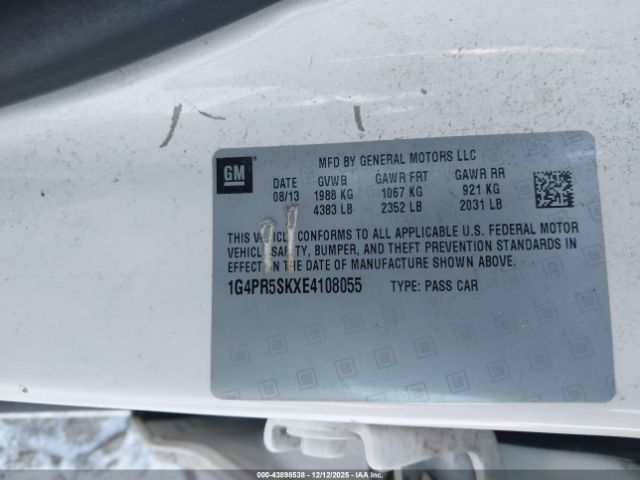 GM
MFD BY GENERAL MOTORS LLC
DATE GVWR GAWR FRT GAWR RR
08/13 1988 KG 1067 KG 921 KG
4383 LB 2352 LB 2031 LB
THIS VEHICLE CONFORMS TO ALL APPLICABLE U.S. FEDERAL MOTOR
VEHICLE SAFETY, BUMPER, AND THEFT PREVENTION STANDARDS IN
EFFECT ON THE DATE OF MANUFACTURE SHOWN ABOVE.
1G4PR5SKXE4108055 TYPE: PASS CAR
000-43898538 - 12/12/2025 - IAAI.COM